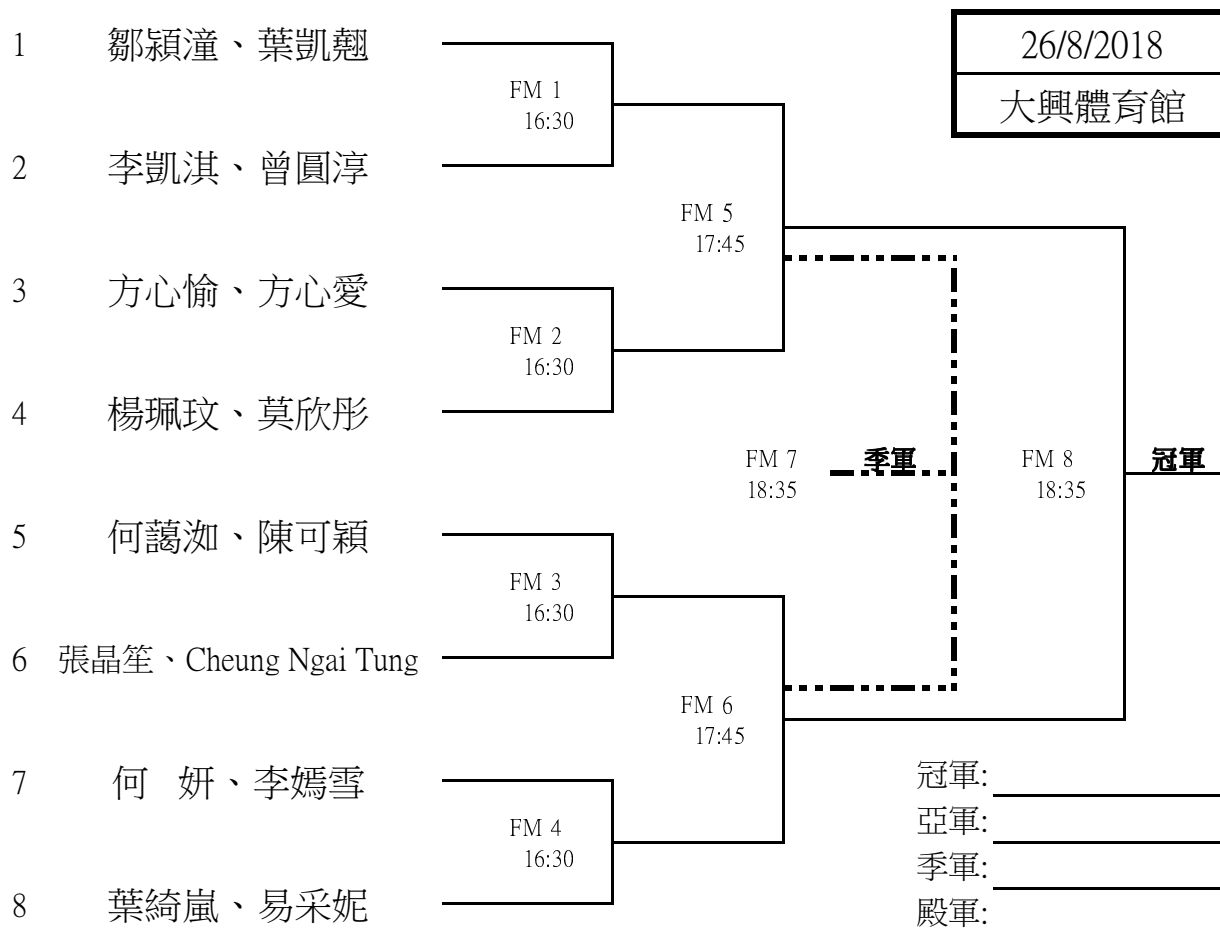 26/8/2018
大興體育館
1 鄒潁潼、葉凱翹
FM 1
16:30
2 李凱淇、曾圓淳
FM 5
17:45
3 方心愉、方心愛
FM 2
16:30
4 楊珮玟、莫欣彤
FM 7 季軍
18:35
FM 8 冠軍
18:35
5 何藹洳、陳可穎
FM 3
16:30
6 張晶笙、Cheung Ngai Tung
FM 6
17:45
7 何 妍、李嫣雪
FM 4
16:30
8 葉綺嵐、易采妮
冠軍:
亞軍:
季軍:
殿軍: